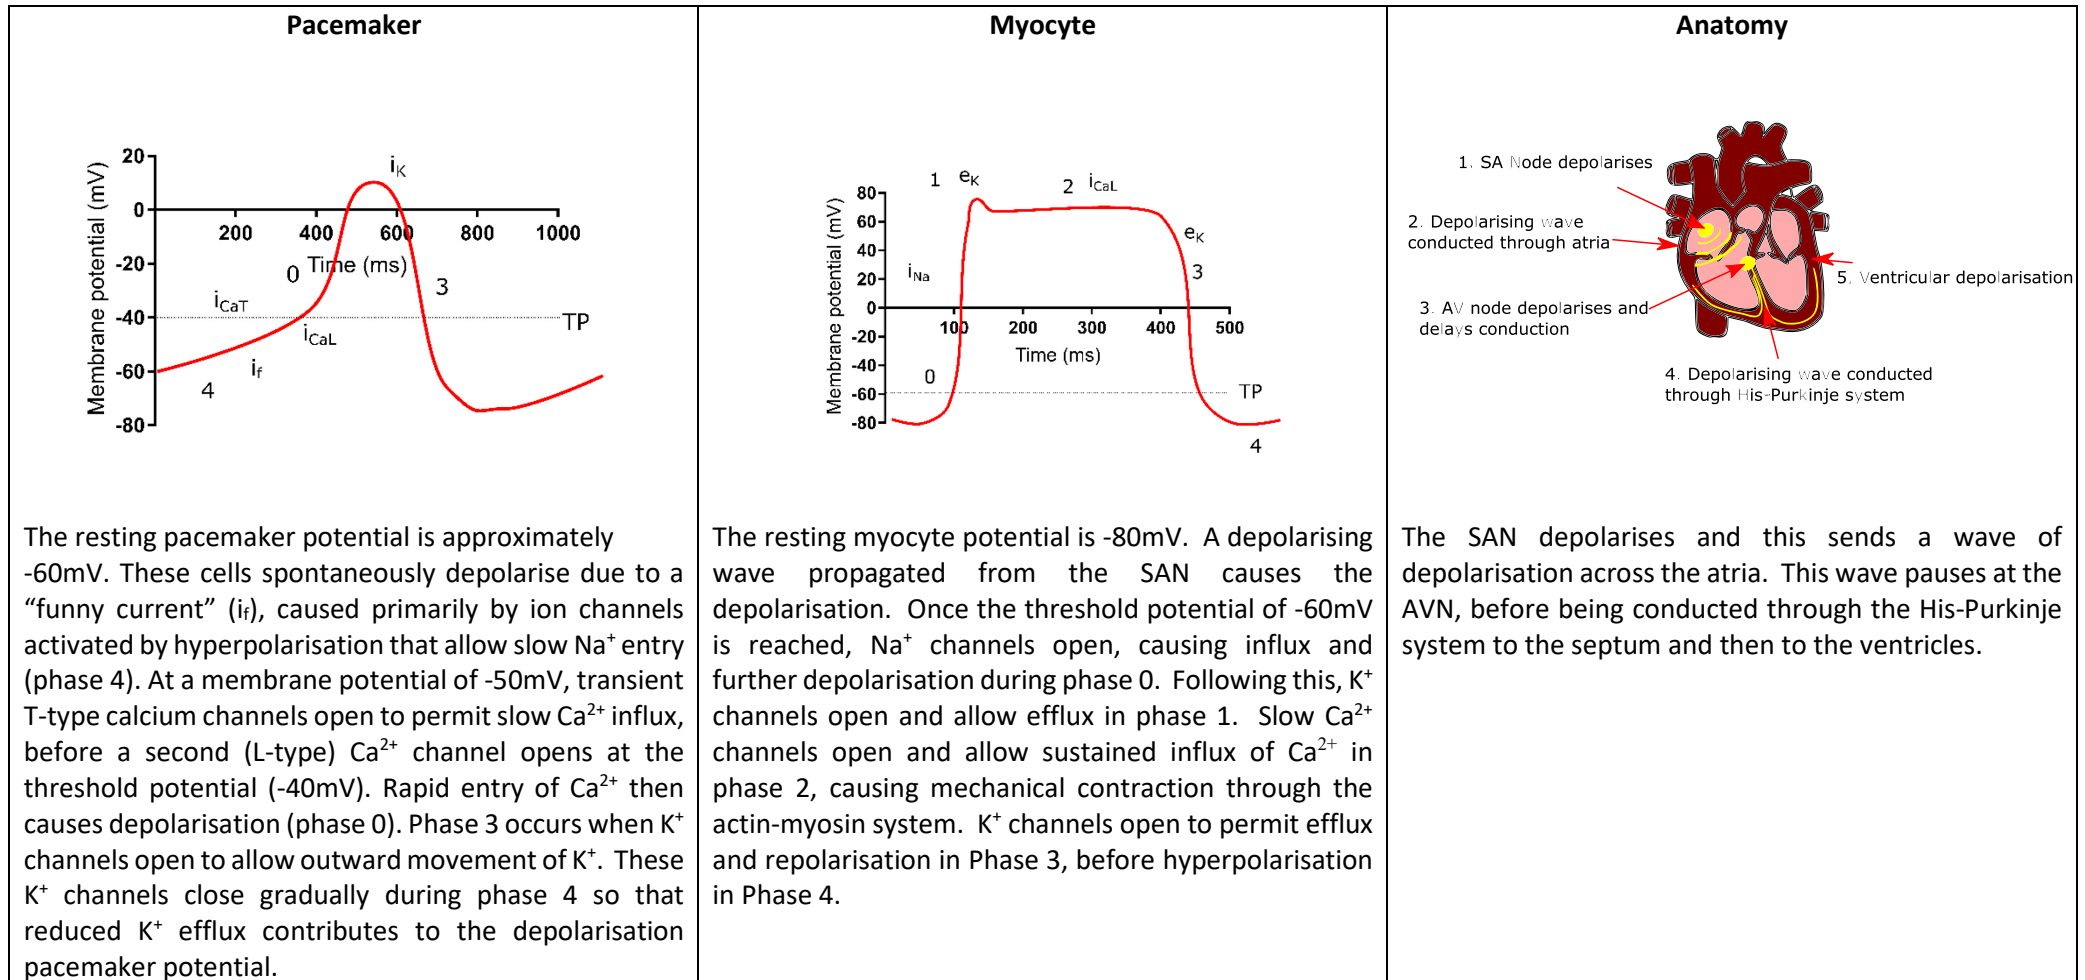 Pacemaker
20
0
-20
-40
-60
-80
Membrane potential (mV)
200 400 600 800 1000
Time (ms)
iK
0
3
iCaT
iCaL
TP
if
4
The resting pacemaker potential is approximately
-60mV. These cells spontaneously depolarise due to a
“funny current” (if), caused primarily by ion channels
activated by hyperpolarisation that allow slow Na+ entry
(phase 4). At a membrane potential of -50mV, transient
T-type calcium channels open to permit slow Ca2+ influx,
before a second (L-type) Ca2+ channel opens at the
threshold potential (-40mV). Rapid entry of Ca2+ then
causes depolarisation (phase 0). Phase 3 occurs when K+
channels open to allow outward movement of K+. These
K+ channels close gradually during phase 4 so that
reduced K+ efflux contributes to the depolarisation
pacemaker potential.
Myocyte
80
60
40
20
0
-20
-40
-60
-80
Membrane potential (mV)
100 200 300 400 500
Time (ms)
1 eK
2 iCaL
eK
3
iNa
0
TP
4
The resting myocyte potential is -80mV. A depolarising
wave propagated from the SAN causes the
depolarisation. Once the threshold potential of -60mV
is reached, Na+ channels open, causing influx and
further depolarisation during phase 0. Following this, K+
channels open and allow efflux in phase 1. Slow Ca2+
channels open and allow sustained influx of Ca2+ in
phase 2, causing mechanical contraction through the
actin-myosin system. K+ channels open to permit efflux
and repolarisation in Phase 3, before hyperpolarisation
in Phase 4.
Anatomy
1. SA Node depolarises
2. Depolarising wave
conducted through atria
3. AV node depolarises and
delays conduction
5. Ventricular depolarisation
4. Depolarising wave conducted
through His-Purkinje system
The SAN depolarises and this sends a wave of
depolarisation across the atria. This wave pauses at the
AVN, before being conducted through the His-Purkinje
system to the septum and then to the ventricles.